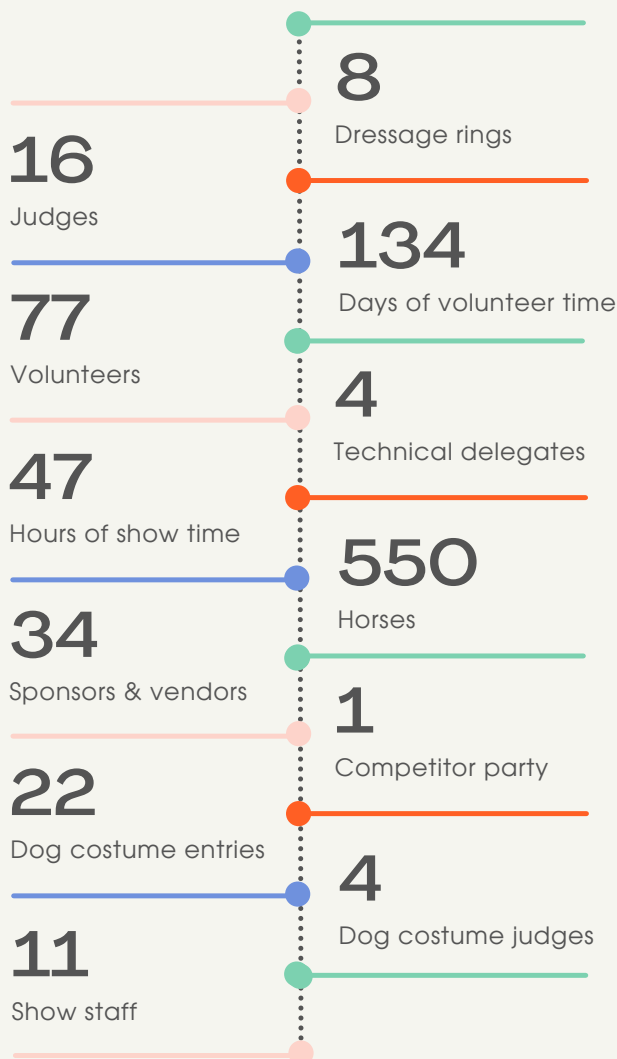 8
Dressage rings
16
Judges
134
Days of volunteer time
77
Volunteers
4
Technical delegates
47
Hours of show time
550
Horses
34
Sponsors & vendors
1
Competitor party
22
Dog costume entries
4
Dog costume judges
11
Show staff